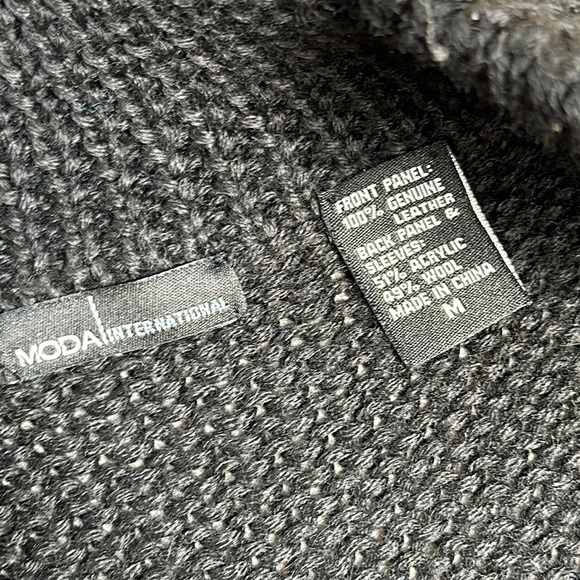 MODA INTERNATIONAL
FRONT PANEL:
100% GENUINE
LEATHER
BACK PANEL &
SLEEVES:
51% ACRYLIC
49% WOOL
MADE IN CHINA
M